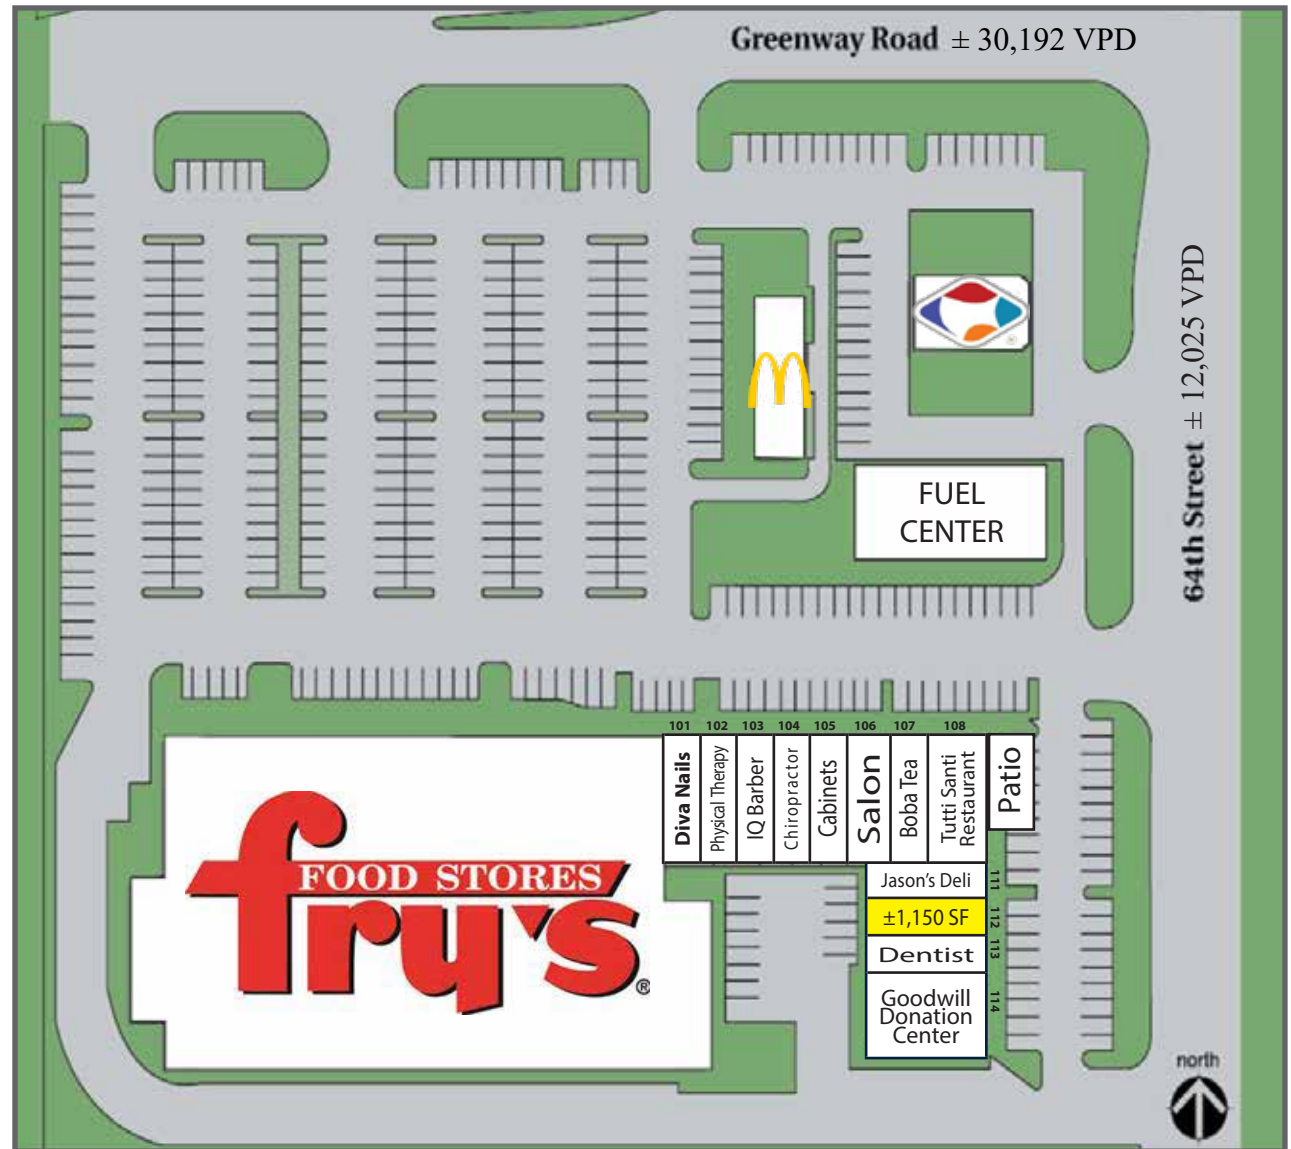 Greenway Road ± 30,192 VPD
64th Street ± 12,025 VPD
®
FUEL
CENTER
101 102 103 104 105 106 107 108
Diva Nails
Physical Therapy
IQ Barber
Chiropractor
Cabinets
Salon
Boba Tea
Tutti Santi
Restaurant
Patio
fry's
FOOD STORES
®
Jason's Deli
111
±1,150 SF
112
Dentist
113
Goodwill
Donation
Center
114
north